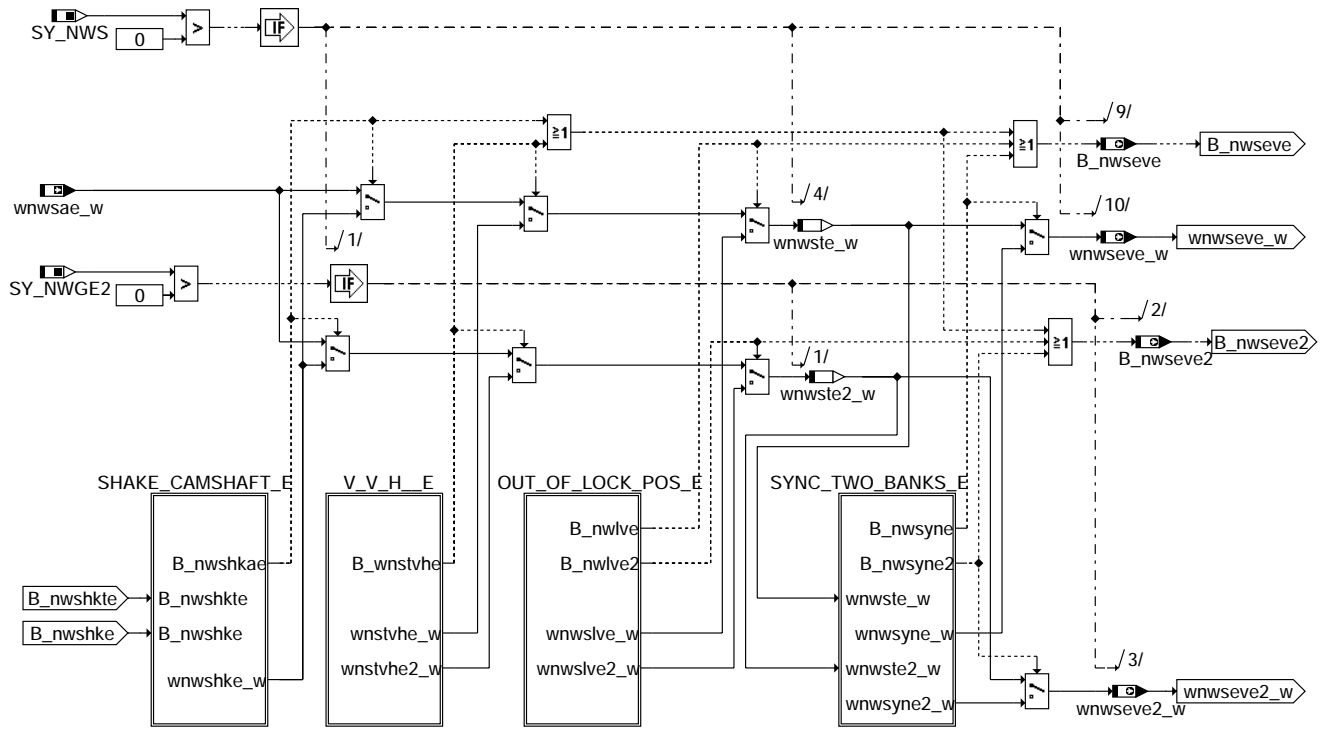 SY_NWS
0
>
IF
/9/
≥1
≥1
B_nwseve
B_nwseve
wnwsae_w
/4/
/10/
/1/
wnwste_w
wnwseve_w
wnwseve_w
SY_NWGE2
0
>
IF
/2/
≥1
B_nwseve2
B_nwseve2
/1/
wnwste2_w
SHAKE_CAMSHAFT_E
V_V_H__E
OUT_OF_LOCK_POS_E
SYNC_TWO_BANKS_E
B_nwlve
B_nwsyne
B_nwshkae
B_wnstvhe
B_nwlve2
B_nwsyne2
B_nwshkte
B_nwshkte
wnwste_w
B_nwshke
B_nwshke
wnstvhe_w
wnwslve_w
wnwsyne_w
wnstvhe2_w
wnwslve2_w
wnwste2_w
/3/
wnwshke_w
wnwsyne2_w
wnwseve2_w
wnwseve2_w